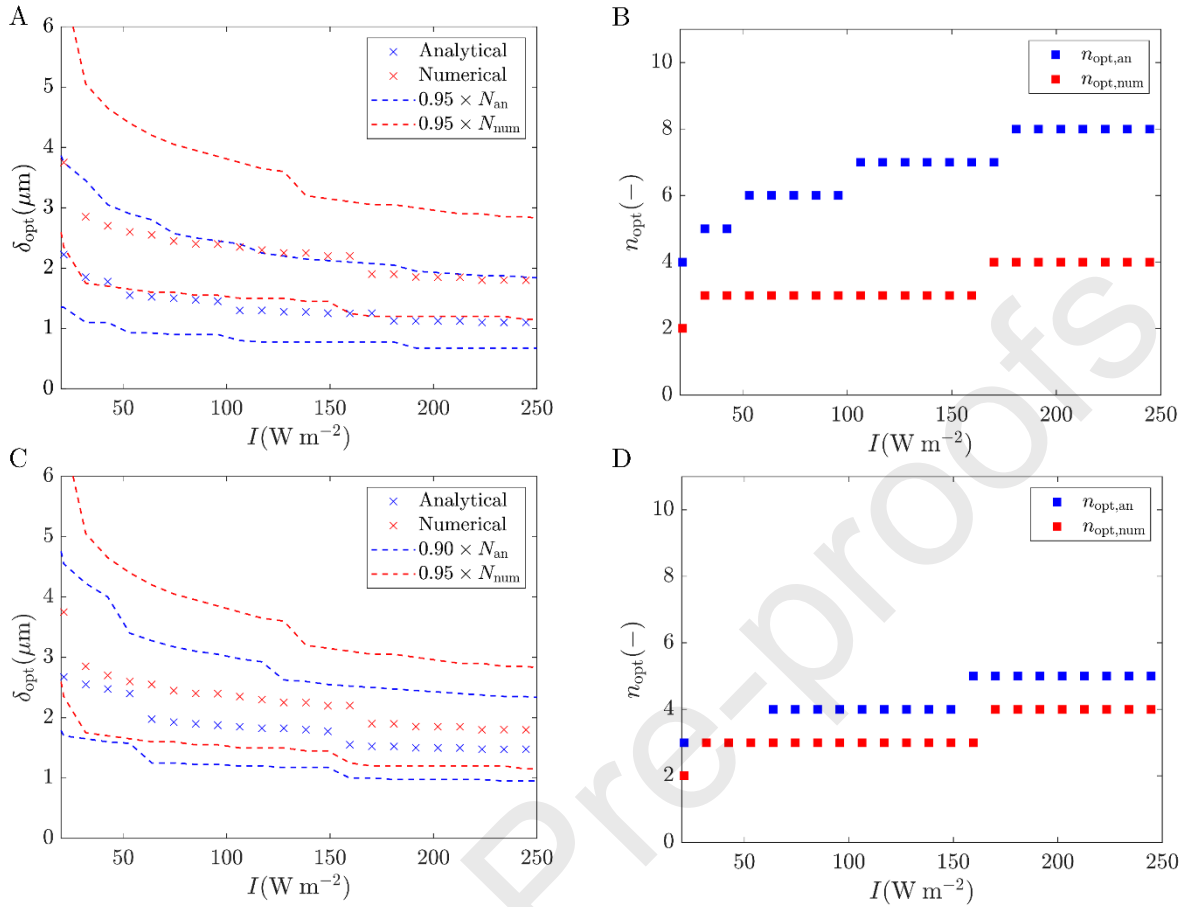 A
6
5
4
3
2
1
0
δopt(μm)
50
100
150
200
250
I(W m−2)
Analytical
Numerical
0.95 × Nan
0.95 × Nnum
B
10
8
6
4
2
0
nopt(−)
50
100
150
200
250
I(W m−2)
nopt,an
nopt,num
C
6
5
4
3
2
1
0
δopt(μm)
50
100
150
200
250
I(W m−2)
Analytical
Numerical
0.90 × Nan
0.95 × Nnum
D
10
8
6
4
2
0
nopt(−)
50
100
150
200
250
I(W m−2)
nopt,an
nopt,num
Pre-proofs